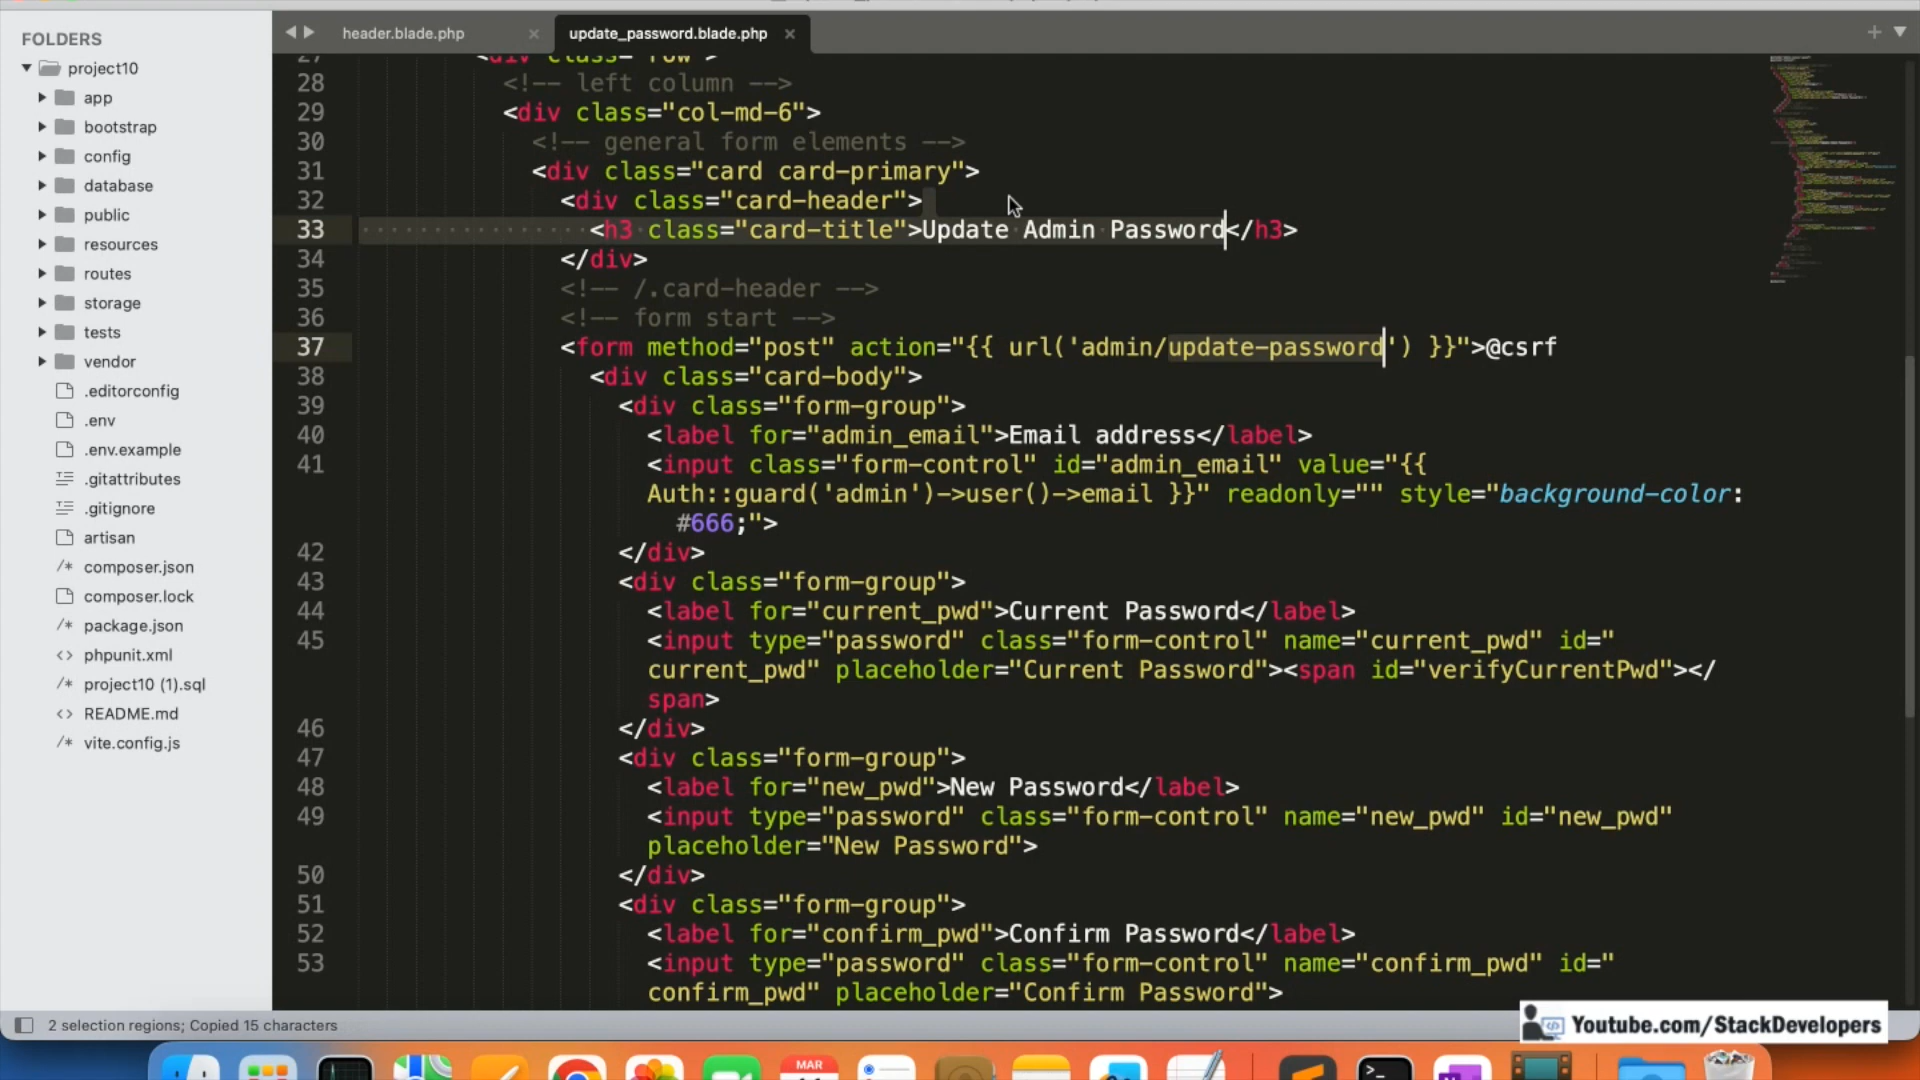 FOLDERS
project10
app
bootstrap
config
database
public
resources
routes
storage
tests
vendor
.editorconfig
.env
.env.example
.gitattributes
.gitignore
artisan
/* composer.json
composer.lock
/* package.json
<> phpunit.xml
/* project10 (1).sql
<> README.md
/* vite.config.js
header.blade.php
update_password.blade.php
27 <div class="row">
28 <!-- left column -->
29 <div class="col-md-6">
30 <!-- general form elements -->
31 <div class="card card-primary">
32 <div class="card-header">
33 <h3 class="card-title">Update Admin Password</h3>
34 </div>
35 <!-- /.card-header -->
36 <!-- form start -->
37 <form method="post" action="{{ url('admin/update-password') }}">@csrf
38 <div class="card-body">
39 <div class="form-group">
40 <label for="admin_email">Email address</label>
41 <input class="form-control" id="admin_email" value="{{
Auth::guard('admin')->user()->email }}" readonly="" style="background-color:
#666;">
42 </div>
43 <div class="form-group">
44 <label for="current_pwd">Current Password</label>
45 <input type="password" class="form-control" name="current_pwd" id="
current_pwd" placeholder="Current Password"><span id="verifyCurrentPwd"></
span>
46 </div>
47 <div class="form-group">
48 <label for="new_pwd">New Password</label>
49 <input type="password" class="form-control" name="new_pwd" id="new_pwd"
placeholder="New Password">
50 </div>
51 <div class="form-group">
52 <label for="confirm_pwd">Confirm Password</label>
53 <input type="password" class="form-control" name="confirm_pwd" id="
confirm_pwd" placeholder="Confirm Password">
2 selection regions; Copied 15 characters
Youtube.com/StackDevelopers
MAR